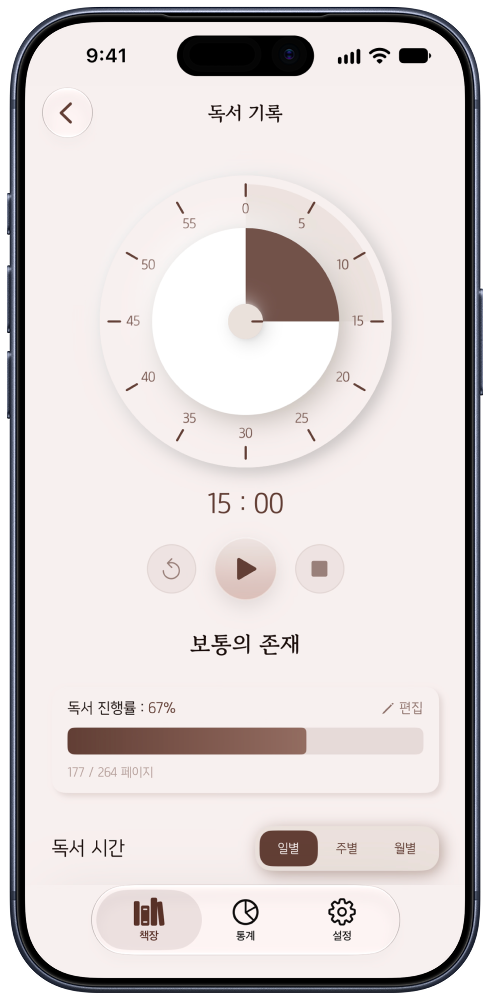 9:41
독서 기록
0
5
10
15
20
25
30
35
40
45
50
55
15 : 00
보통의 존재
독서 진행률 : 67%
편집
177 / 264 페이지
독서 시간
일별 주별 월별
책장 통계 설정